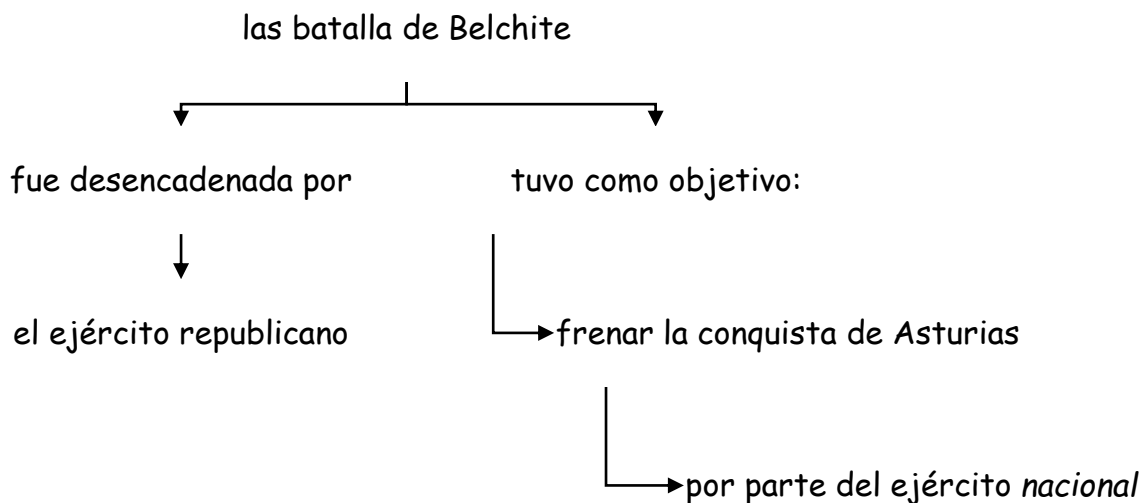 las batalla de Belchite
fue desencadenada por
tuvo como objetivo:
el ejército republicano
frenar la conquista de Asturias
por parte del ejército nacional